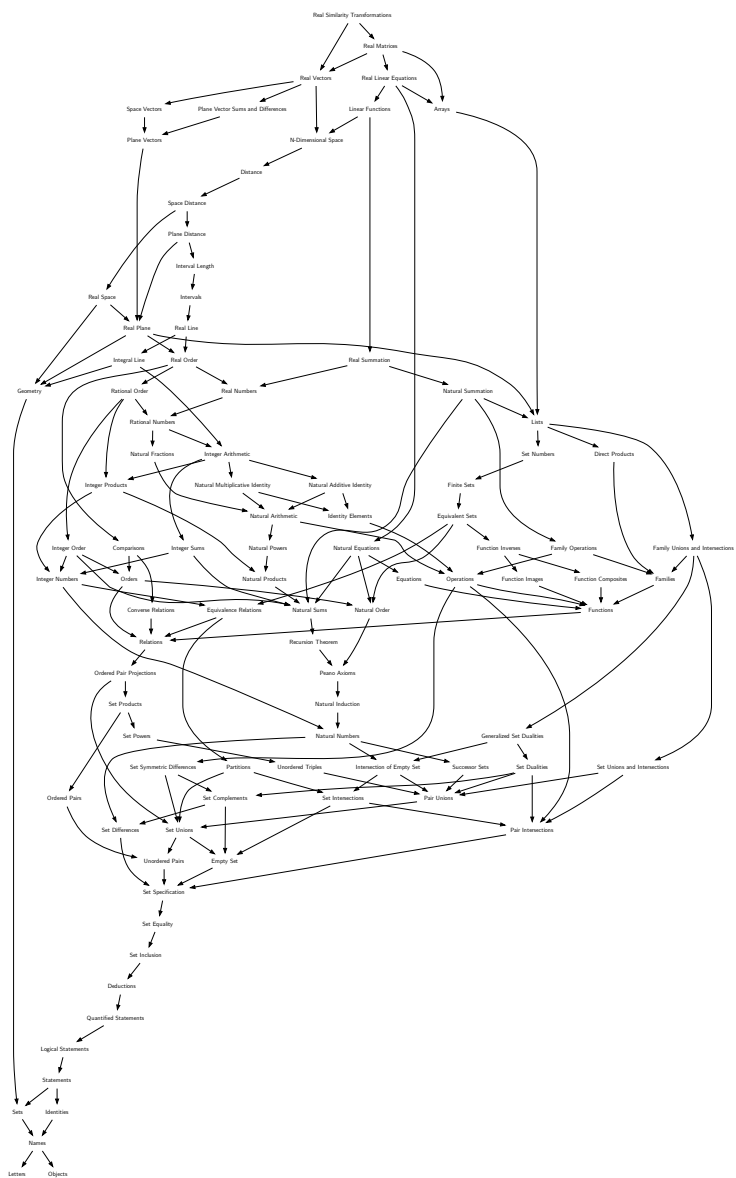 Real Similarity Transformations
Real Matrices
Real Vectors
Real Linear Equations
Space Vectors
Plane Vector Sums and Differences
Linear Functions
Arrays
Plane Vectors
N-Dimensional Space
Distance
Space Distance
Plane Distance
Interval Length
Real Space
Intervals
Real Plane
Real Line
Integral Line
Real Order
Real Summation
Geometry
Rational Order
Real Numbers
Natural Summation
Rational Numbers
Lists
Natural Fractions
Integer Arithmetic
Set Numbers
Direct Products
Integer Products
Natural Multiplicative Identity
Natural Additive Identity
Finite Sets
Natural Arithmetic
Identity Elements
Equivalent Sets
Integer Order
Comparisons
Integer Sums
Natural Powers
Natural Equations
Function Inverses
Family Operations
Family Unions and Intersections
Integer Numbers
Orders
Natural Products
Equations
Operations
Function Images
Function Composites
Families
Converse Relations
Equivalence Relations
Natural Sums
Natural Order
Functions
Relations
Recursion Theorem
Ordered Pair Projections
Peano Axioms
Set Products
Natural Induction
Set Powers
Natural Numbers
Generalized Set Dualities
Set Symmetric Differences
Partitions
Unordered Triples
Intersection of Empty Set
Successor Sets
Set Dualities
Set Unions and Intersections
Ordered Pairs
Set Complements
Set Intersections
Pair Unions
Set Differences
Set Unions
Pair Intersections
Unordered Pairs
Empty Set
Set Specification
Set Equality
Set Inclusion
Deductions
Quantified Statements
Logical Statements
Statements
Sets
Identities
Names
Letters
Objects